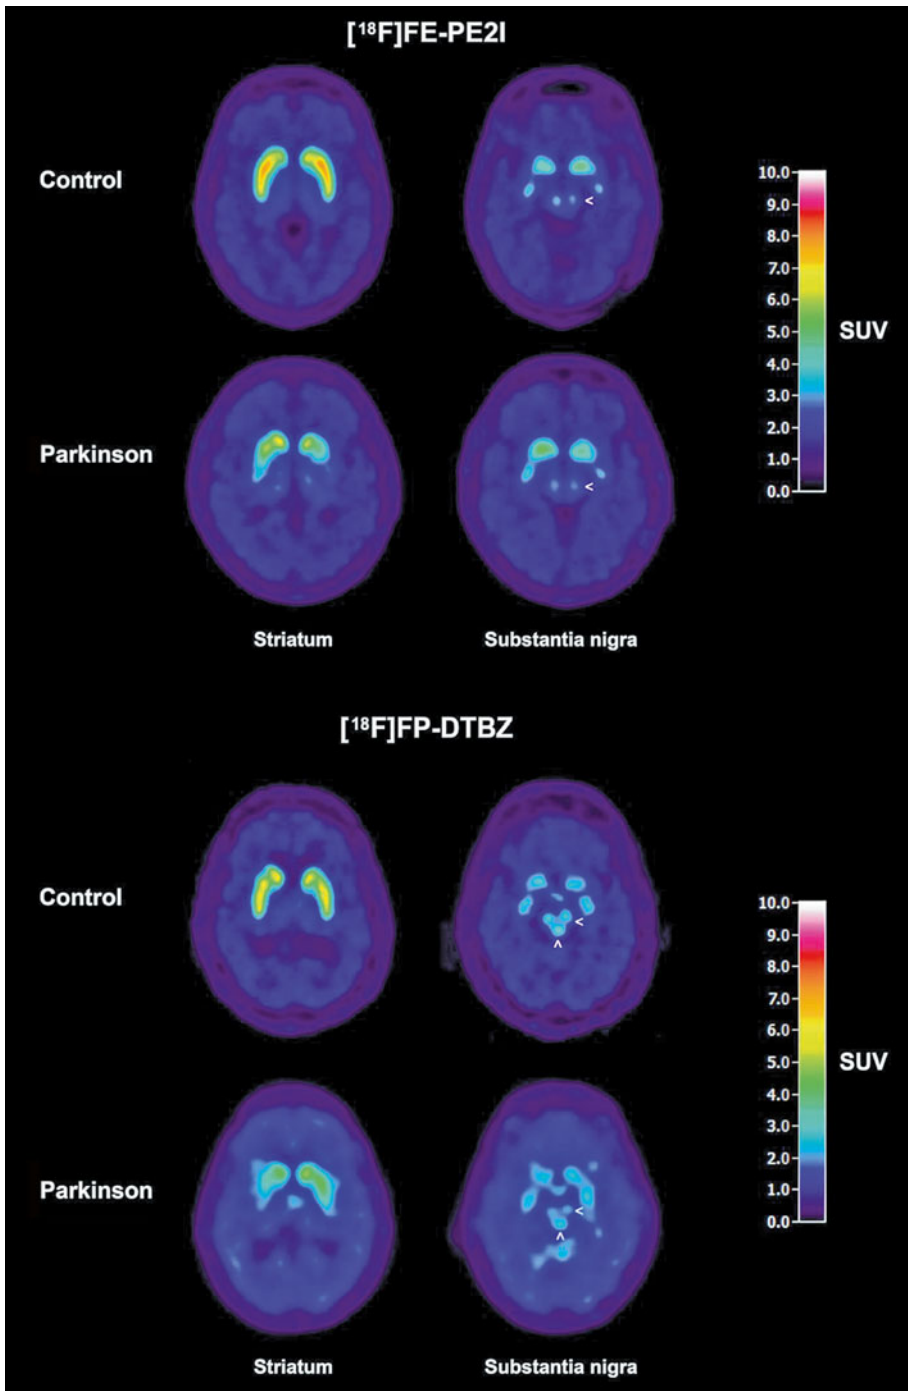 [¹⁸F]FE-PE2I
Control
<
10.0
9.0
8.0
7.0
6.0
5.0
4.0
3.0
2.0
1.0
0.0
SUV
Parkinson
<
Striatum
Substantia nigra
[¹⁸F]FP-DTBZ
Control
<
^
10.0
9.0
8.0
7.0
6.0
5.0
4.0
3.0
2.0
1.0
0.0
SUV
Parkinson
<
^
Striatum
Substantia nigra